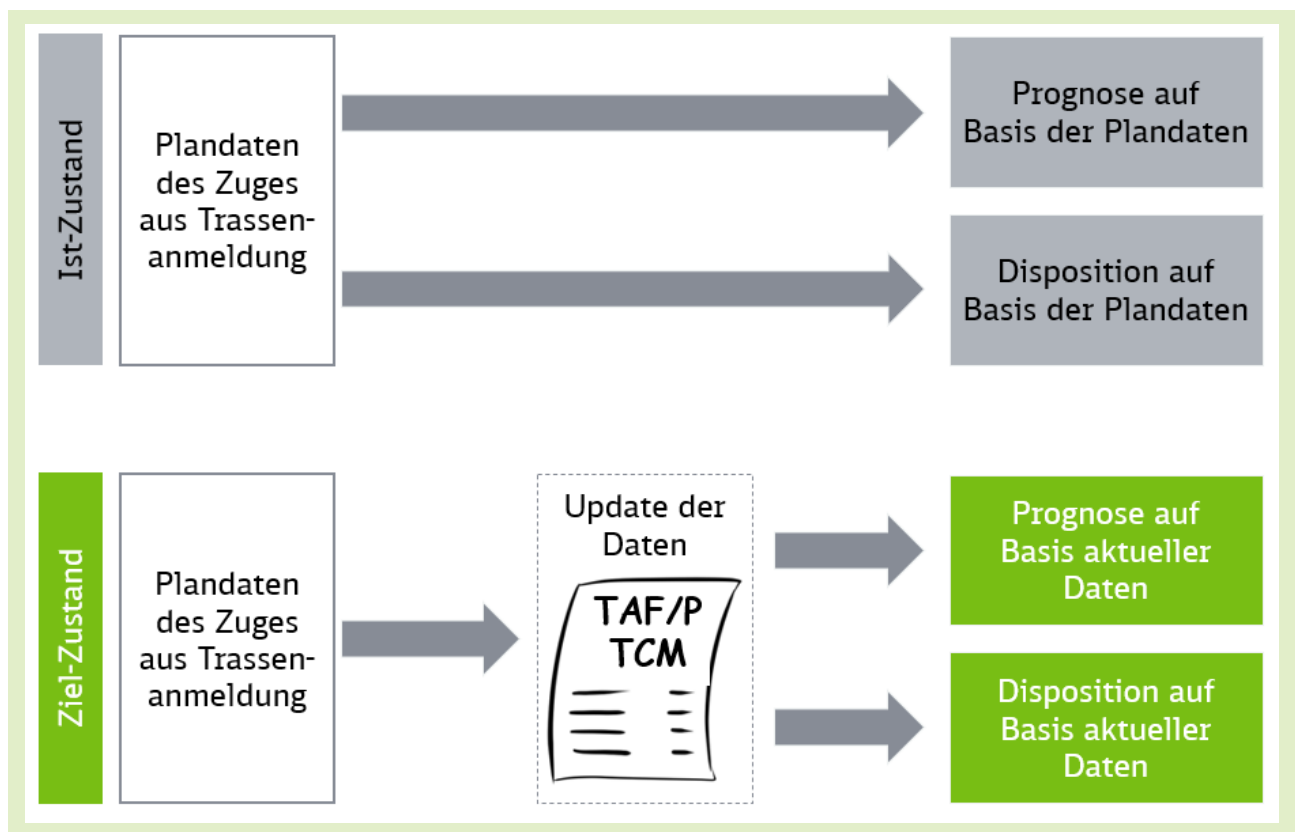 Ist-Zustand
Plandaten
des Zuges
aus Trassen-
anmeldung
Prognose auf
Basis der Plandaten
Disposition auf
Basis der Plandaten
Ziel-Zustand
Plandaten
des Zuges
aus Trassen-
anmeldung
Update der
Daten
TAF/P
TCM
Prognose auf
Basis aktueller
Daten
Disposition auf
Basis aktueller
Daten